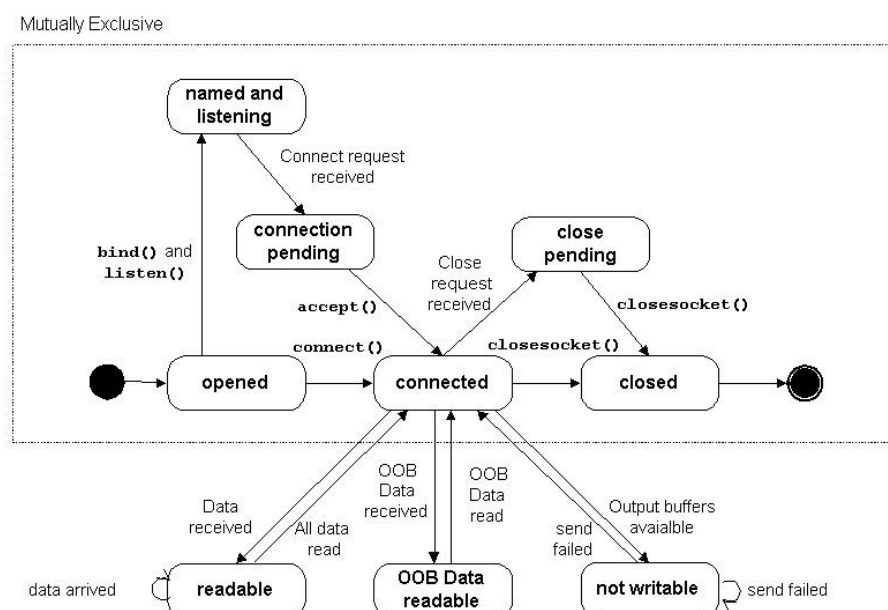 Mutually Exclusive
named and
listening
Connect request
received
connection
pending
close
pending
bind() and
listen()
Close
request
received
closesocket()
accept()
connect()
closesocket()
opened
connected
closed
Data
received
All data
read
OOB
Data
received
OOB
Data
read
send
failed
Output buffers
avaialble
data arrived
readable
OOB Data
readable
not writable
send failed